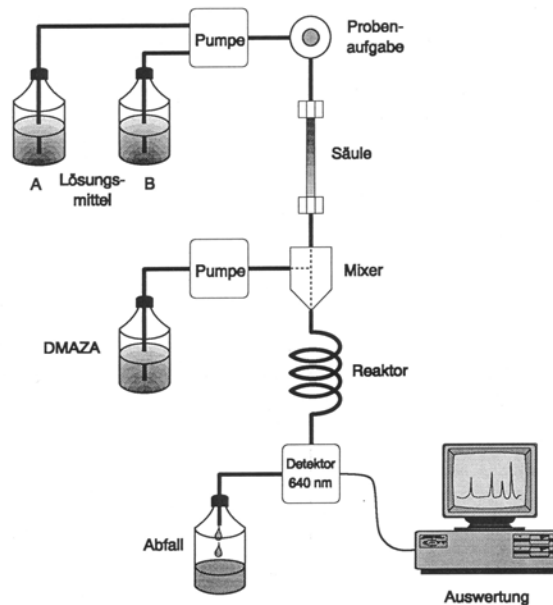 Pumpe
Proben-
aufgabe
A
B
Lösungs-
mittel
Säule
Pumpe
Mixer
DMAZA
Reaktor
Detektor
640 nm
Abfall
Auswertung